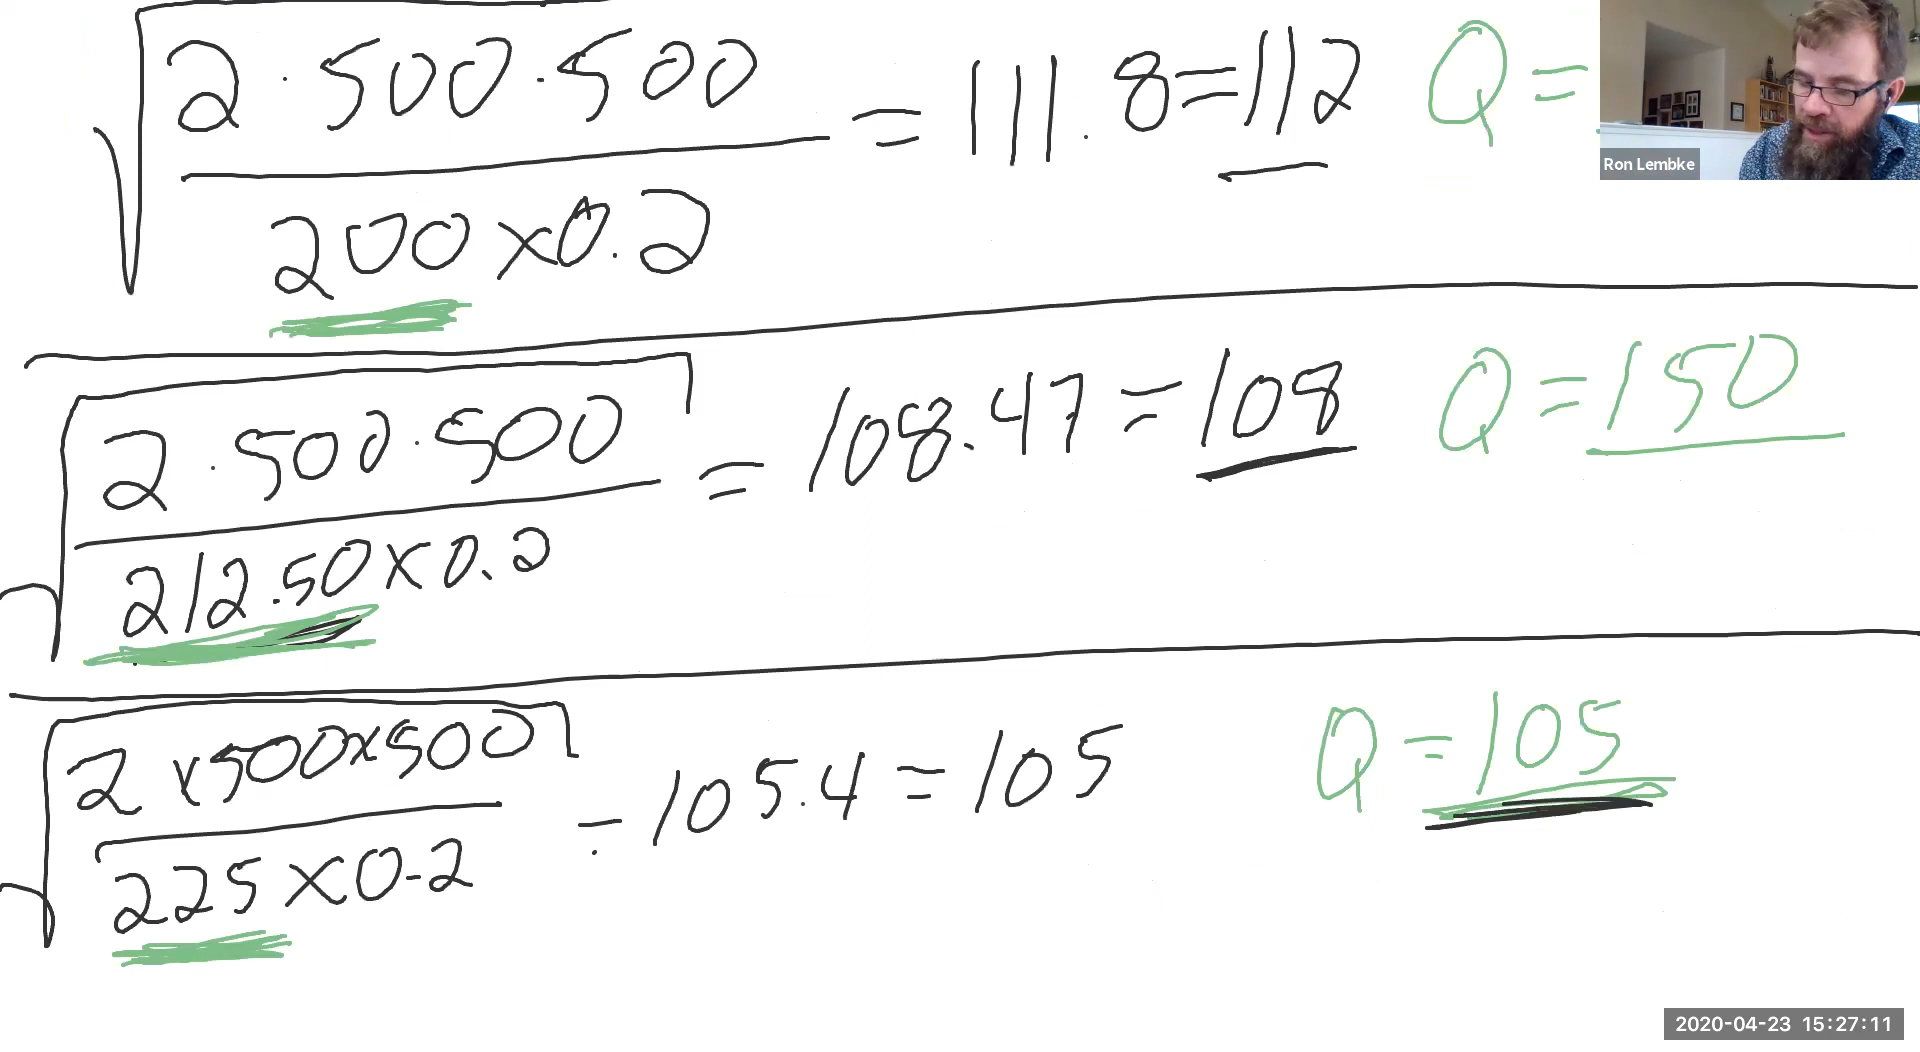 2 · 500 · 500 = 111.8 = 112 Q =
200 x 0.2
Ron Lembke
2 · 500 · 500 = 108.47 = 108 Q = 150
212.50 x 0.2
2 x 500 x 500 = 105.4 = 105 Q = 105
225 x 0.2
2020-04-23 15:27:11